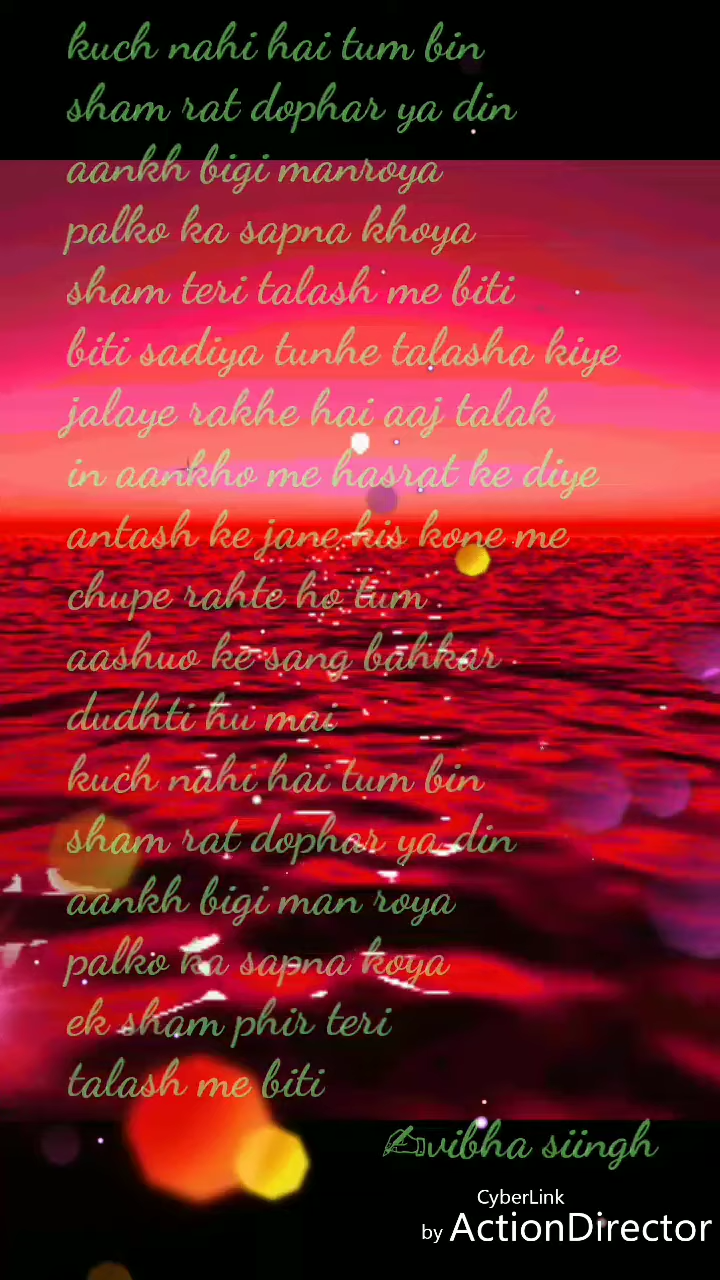 kuch nahi hai tum bin
sham rat dophar ya din
aankh bigi manroya
palko ka sapna khoya
sham teri talash me biti
biti sadiya tunhe talasha kiye
jalaye rakhe hai aaj talak
in aankho me hasrat ke diye
antash ke jane kis kone me
chupe rahte ho tum
aashuo ke sang bahkar
dudhti hu mai
kuch nahi hai tum bin
sham rat dophar ya din
aankh bigi man roya
palko ka sapna koya
ek sham phir teri
talash me biti
✍vibha siingh
CyberLink
by ActionDirector